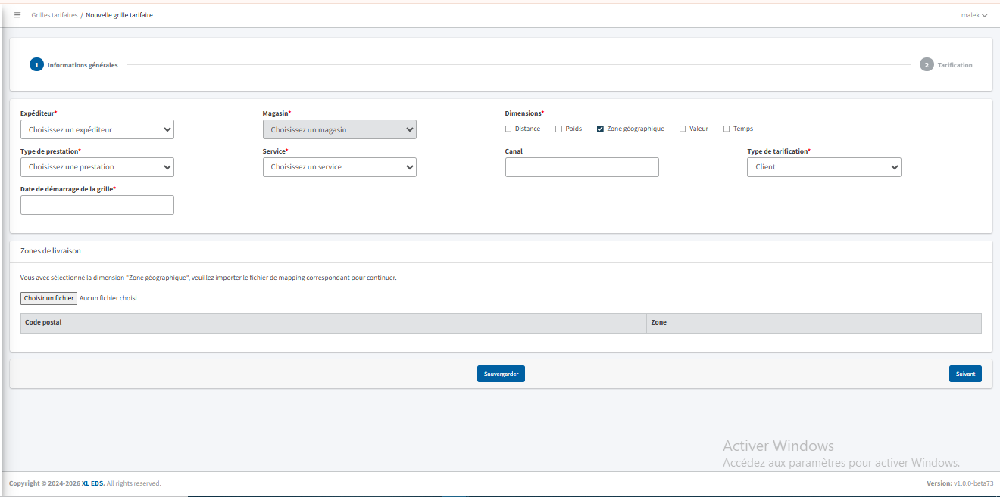 Grilles tarifaires / Nouvelle grille tarifaire
malek
1 Informations générales
2 Tarification
Expéditeur* Magasin* Dimensions*
Choisissez un expéditeur Choisissez un magasin Distance Poids Zone géographique Valeur Temps
Type de prestation* Service* Canal Type de tarification*
Choisissez une prestation Choisissez un service Client
Date de démarrage de la grille*
Zones de livraison
Vous avec sélectionné la dimension "Zone géographique", veuillez importer le fichier de mapping correspondant pour continuer.
Choisir un fichier Aucun fichier choisi
Code postal Zone
Sauvergarder Suivant
Activer Windows
Accédez aux paramètres pour activer Windows.
Copyright © 2024-2026 XL EDS. All rights reserved. Version: v1.0.0-beta73